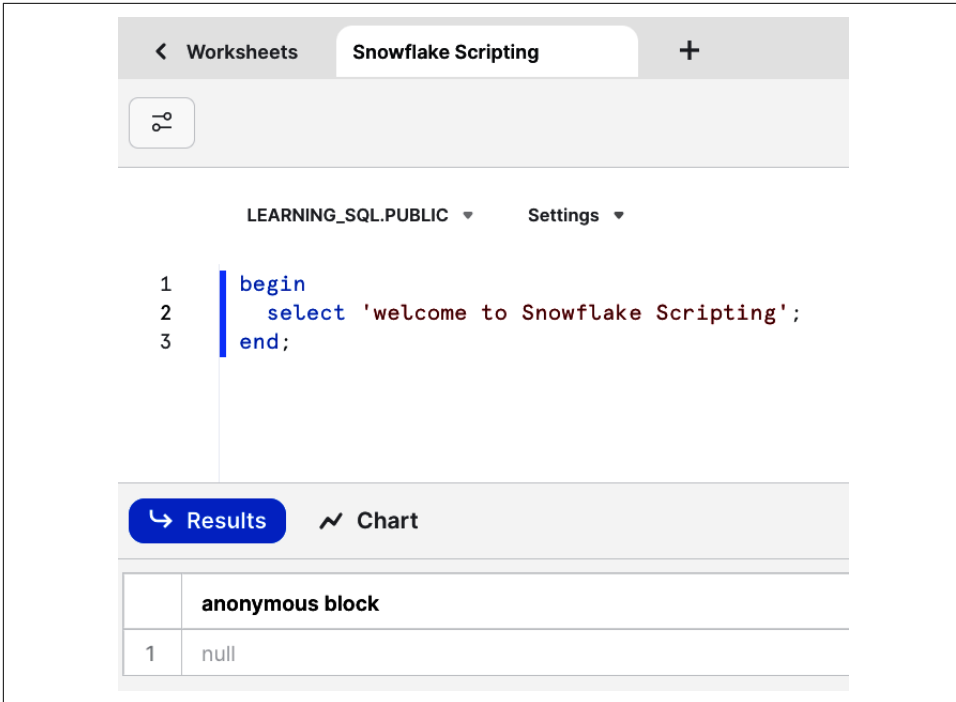 Worksheets Snowflake Scripting +
LEARNING_SQL.PUBLIC Settings
1 begin
2 select 'welcome to Snowflake Scripting';
3 end;
Results Chart
anonymous block
1 null